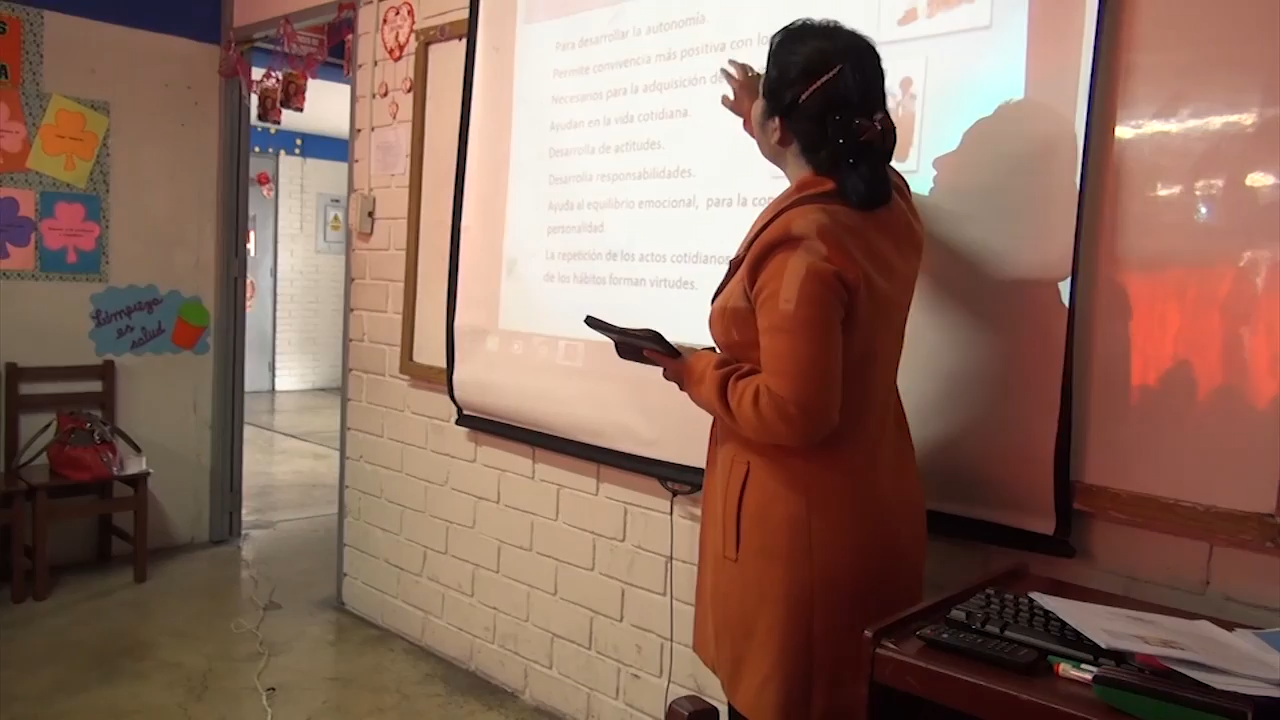 Para desarrollar la autonomía.
Permite convivencia más positiva con lo
Necesarios para la adquisición de
Ayudan en la vida cotidiana.
Desarrolla de actitudes.
Desarrolla responsabilidades.
Ayuda al equilibrio emocional, para la con
personalidad.
La repetición de los actos cotidianos
de los hábitos forman virtudes.
Limpieza
es
salud